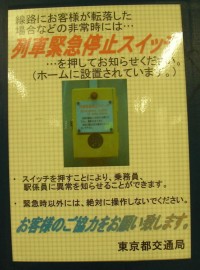 線路にお客様が転落した
場合などの非常時には…
列車緊急停止スイッチ
…を押してお知らせください。
（ホームに設置されています。）
・ スイッチを押すことにより、乗務員、
駅係員に異常を知らせることができます。
・ 緊急時以外には、絶対に操作しないでください。
お客様のご協力をお願い致します。
東京都交通局